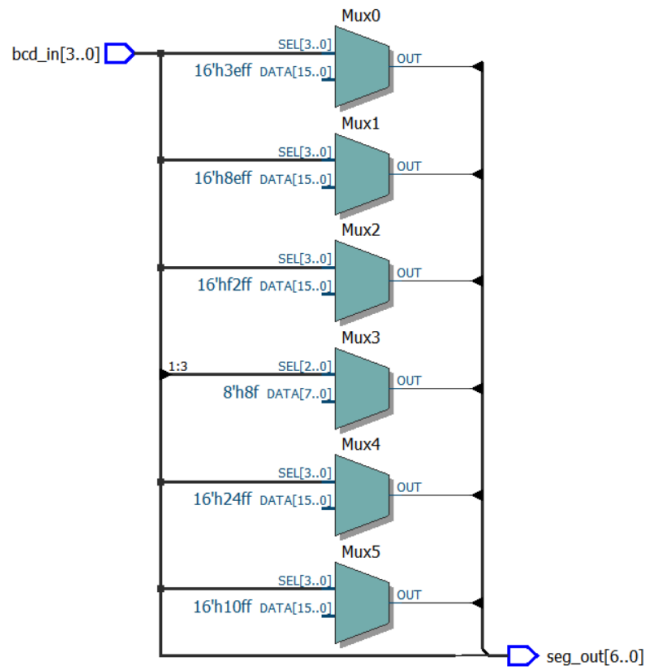 Mux0
bcd_in[3..0]
SEL[3..0]
OUT
16'h3eff DATA[15..0]
Mux1
SEL[3..0]
OUT
16'h8eff DATA[15..0]
Mux2
SEL[3..0]
OUT
16'hf2ff DATA[15..0]
Mux3
1:3
SEL[2..0]
OUT
8'h8f DATA[7..0]
Mux4
SEL[3..0]
OUT
16'h24ff DATA[15..0]
Mux5
SEL[3..0]
OUT
16'h10ff DATA[15..0]
seg_out[6..0]